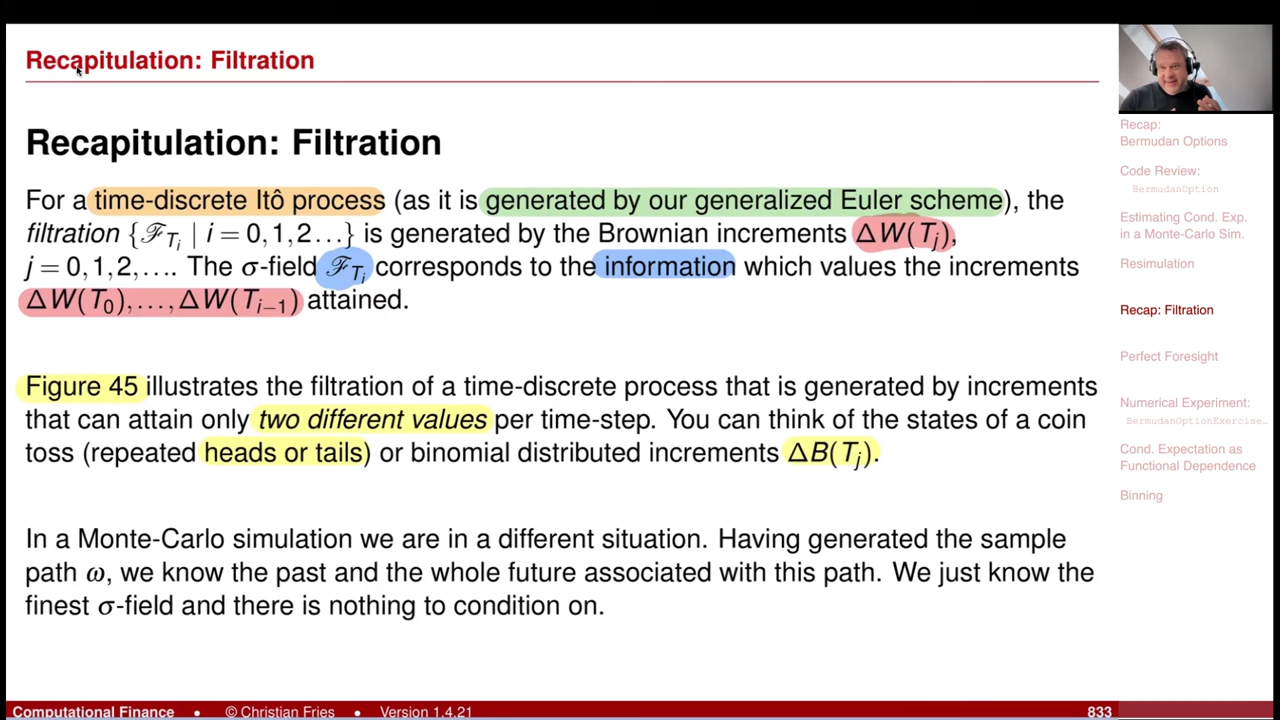 Recapitulation: Filtration
Recapitulation: Filtration
For a time-discrete Itô process (as it is generated by our generalized Euler scheme), the
filtration {ℱ_{T_i} | i = 0,1,2...} is generated by the Brownian increments ΔW(T_j),
j = 0,1,2,.... The σ-field ℱ_{T_i} corresponds to the information which values the increments
ΔW(T_0),...,ΔW(T_{i−1}) attained.
Figure 45 illustrates the filtration of a time-discrete process that is generated by increments
that can attain only two different values per time-step. You can think of the states of a coin
toss (repeated heads or tails) or binomial distributed increments ΔB(T_j).
In a Monte-Carlo simulation we are in a different situation. Having generated the sample
path ω, we know the past and the whole future associated with this path. We just know the
finest σ-field and there is nothing to condition on.
Recap:
Bermudan Options
Code Review:
BermudanOption
Estimating Cond. Exp.
in a Monte-Carlo Sim.
Resimulation
Recap: Filtration
Perfect Foresight
Numerical Experiment:
BermudanOptionExercise…
Cond. Expectation as
Functional Dependence
Binning
Computational Finance • © Christian Fries • Version 1.4.21 833